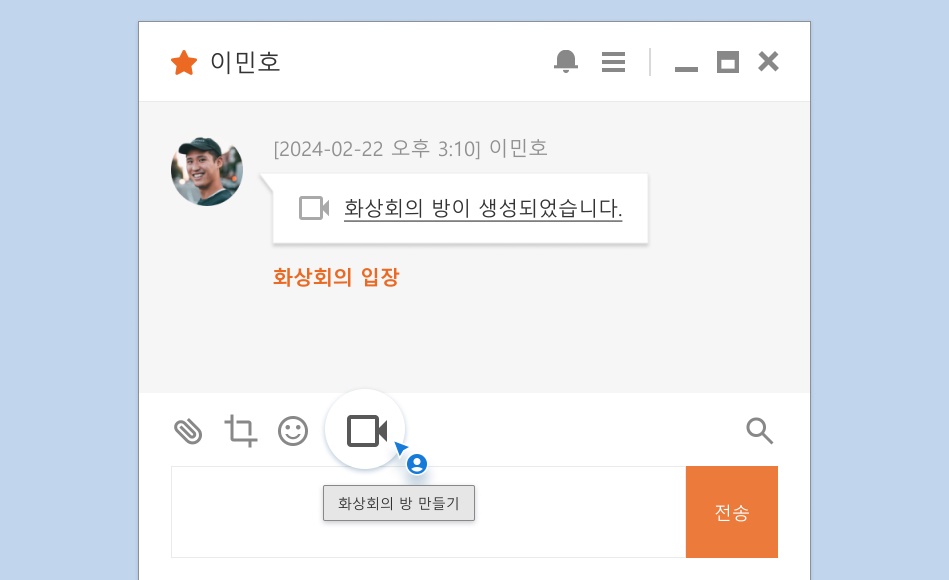 이민호
[2024-02-22 오후 3:10] 이민호
화상회의 방이 생성되었습니다.
화상회의 입장
화상회의 방 만들기
전송